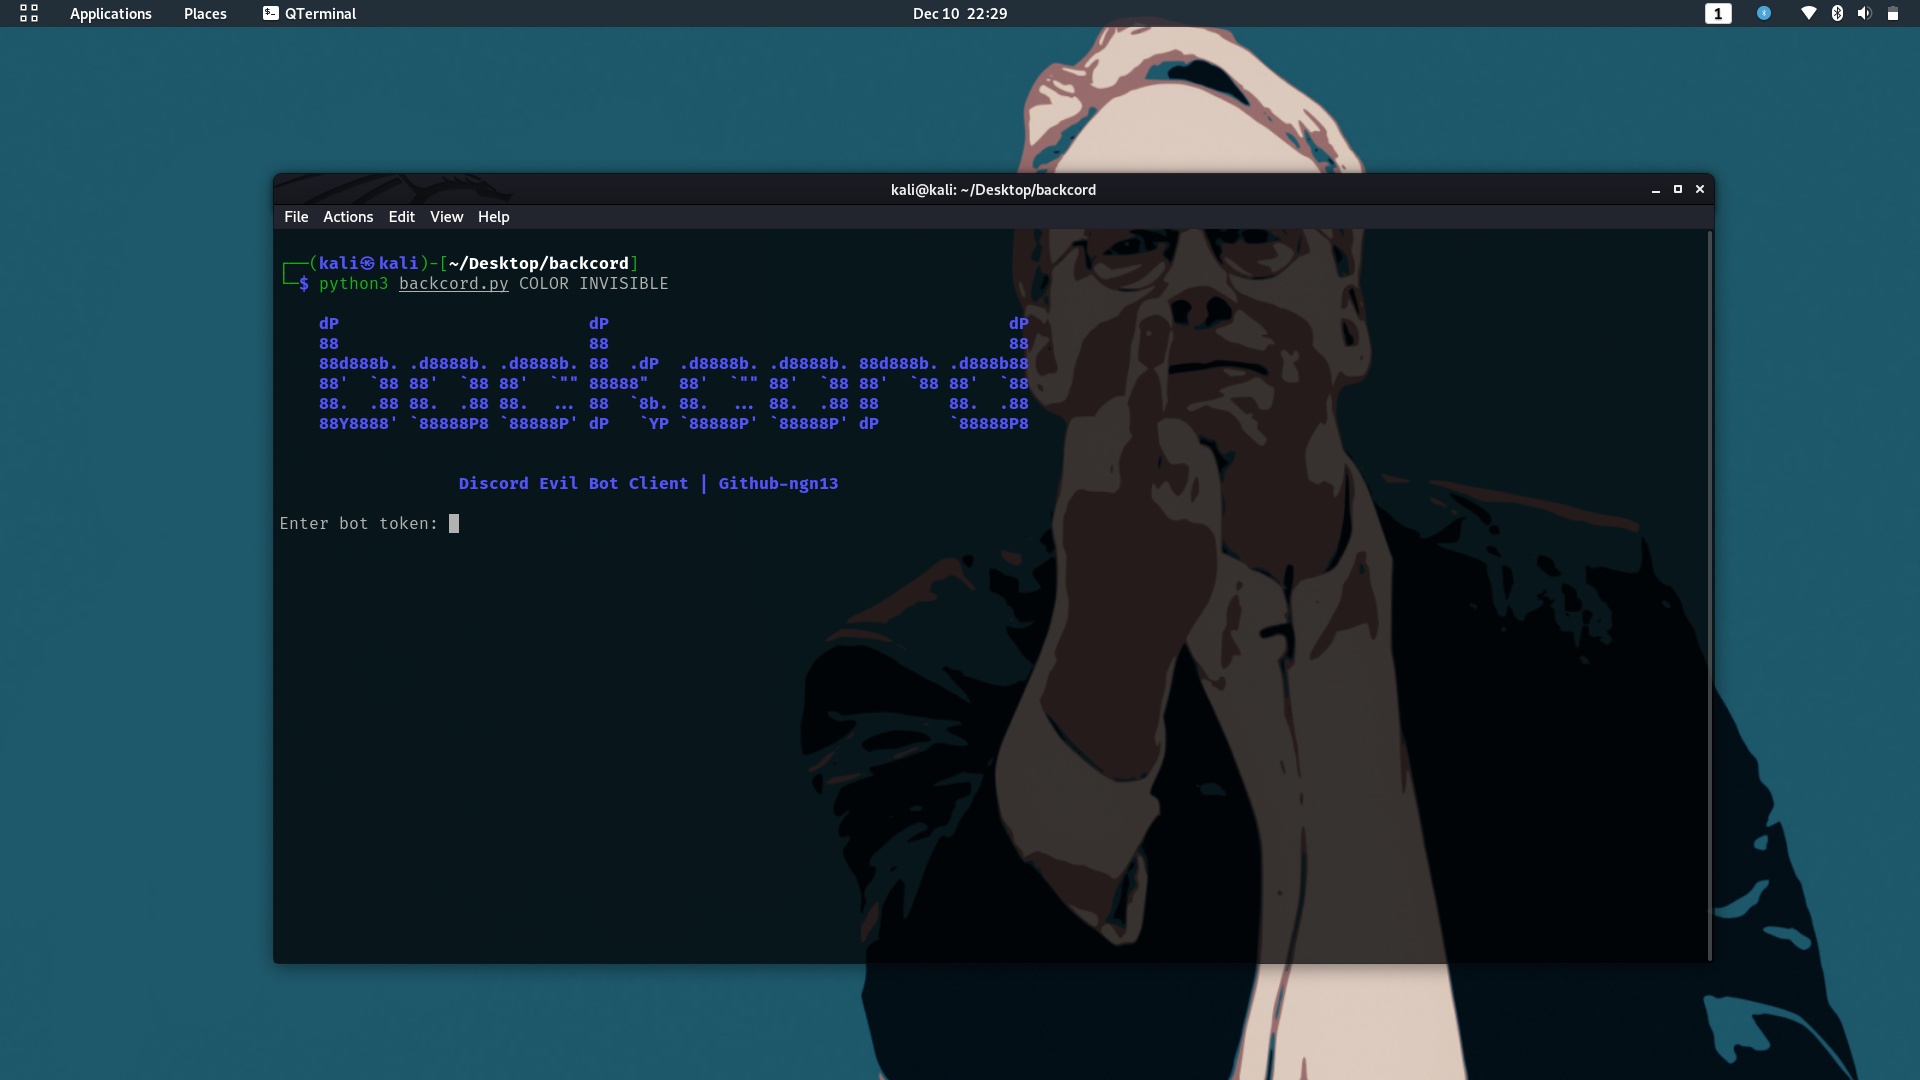 Applications Places QTerminal Dec 10 22:29 1
kali@kali: ~/Desktop/backcord
File Actions Edit View Help
┌──(kali㉿kali)-[~/Desktop/backcord]
└─$ python3 backcord.py COLOR INVISIBLE
dP                         dP                                        dP
88                         88                                        88
88d888b. .d8888b. .d8888b. 88  .dP  .d8888b. .d8888b. 88d888b. .d888b88
88'  `88 88'  `88 88'  `"" 88888"   88'  `"" 88'  `88 88'  `88 88'  `88
88.  .88 88.  .88 88.  ... 88  `8b. 88.  ... 88.  .88 88       88.  .88
88Y8888' `88888P8 `88888P' dP   `YP `88888P' `88888P' dP       `88888P8
Discord Evil Bot Client | Github-ngn13
Enter bot token: